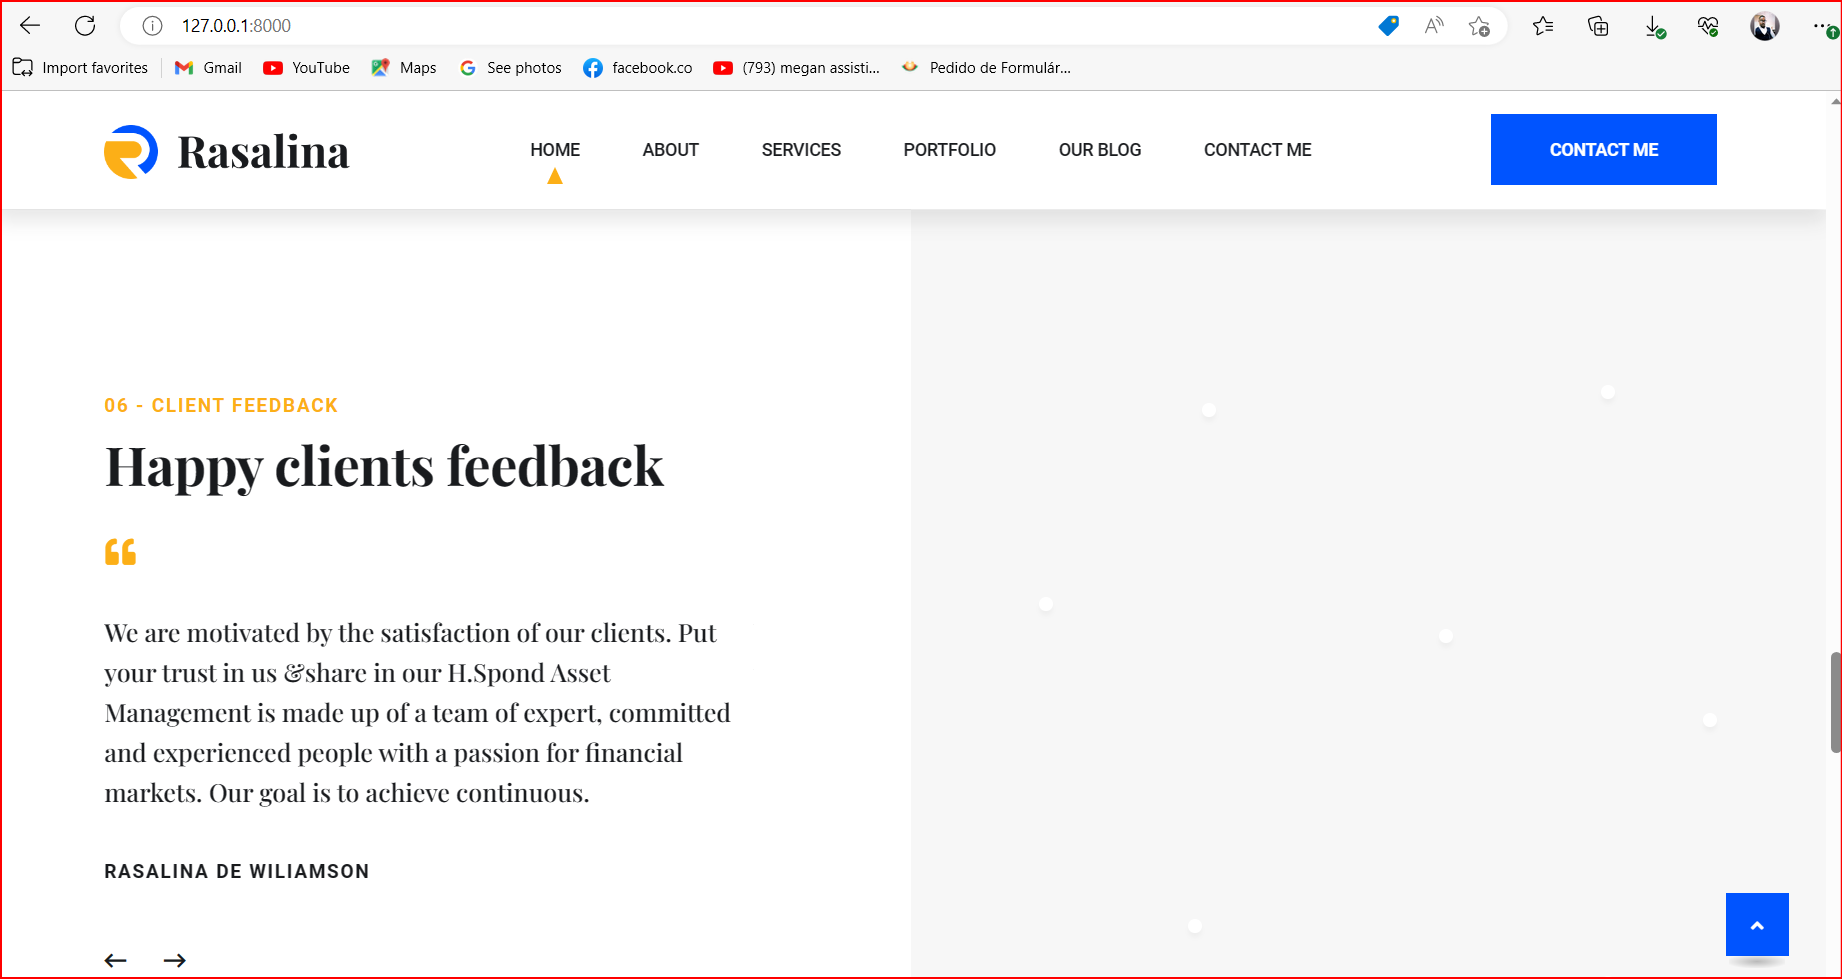 127.0.0.1:8000
Import favorites Gmail YouTube Maps See photos facebook.co (793) megan assisti... Pedido de Formulár...
Rasalina HOME ABOUT SERVICES PORTFOLIO OUR BLOG CONTACT ME CONTACT ME
06 - CLIENT FEEDBACK
Happy clients feedback
“
We are motivated by the satisfaction of our clients. Put
your trust in us &share in our H.Spond Asset
Management is made up of a team of expert, committed
and experienced people with a passion for financial
markets. Our goal is to achieve continuous.
RASALINA DE WILIAMSON